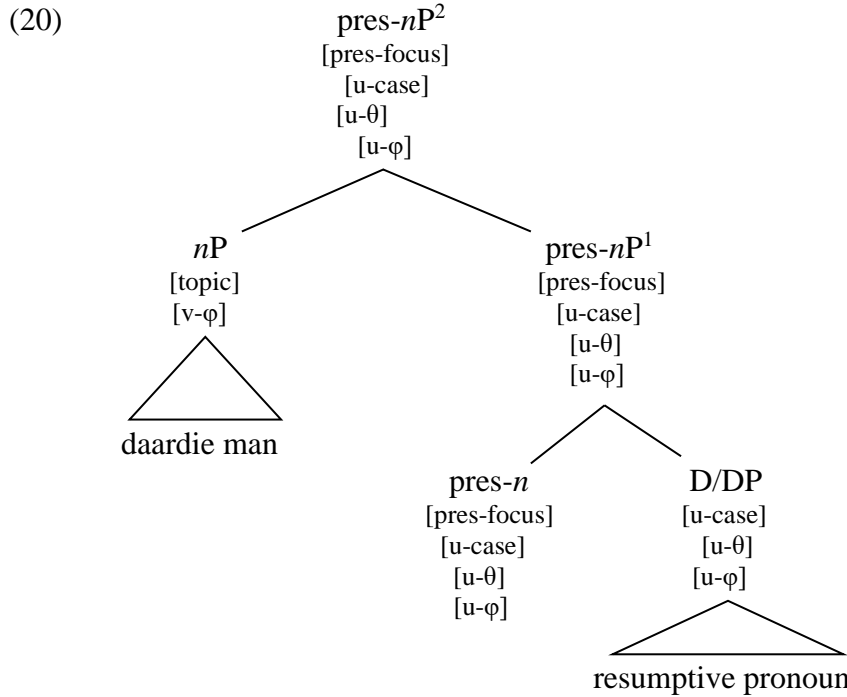 (20)
pres-nP²
[pres-focus]
[u-case]
[u-θ]
[u-φ]
nP pres-nP¹
[topic] [pres-focus]
[v-φ] [u-case]
[u-θ]
[u-φ]
daardie man
pres-n D/DP
[pres-focus] [u-case]
[u-case] [u-θ]
[u-θ] [u-φ]
[u-φ]
resumptive pronoun